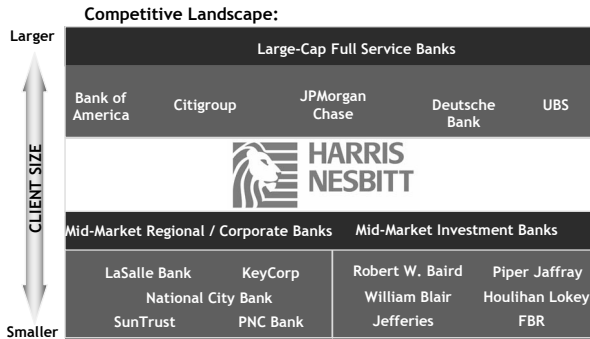 Competitive Landscape:
Larger
Large-Cap Full Service Banks
Bank of
America
Citigroup
JPMorgan
Chase
Deutsche
Bank
UBS
CLIENT SIZE
HARRIS
NESBITT
Mid-Market Regional / Corporate Banks
Mid-Market Investment Banks
LaSalle Bank
KeyCorp
National City Bank
SunTrust
PNC Bank
Robert W. Baird
Piper Jaffray
William Blair
Houlihan Lokey
Jefferies
FBR
Smaller